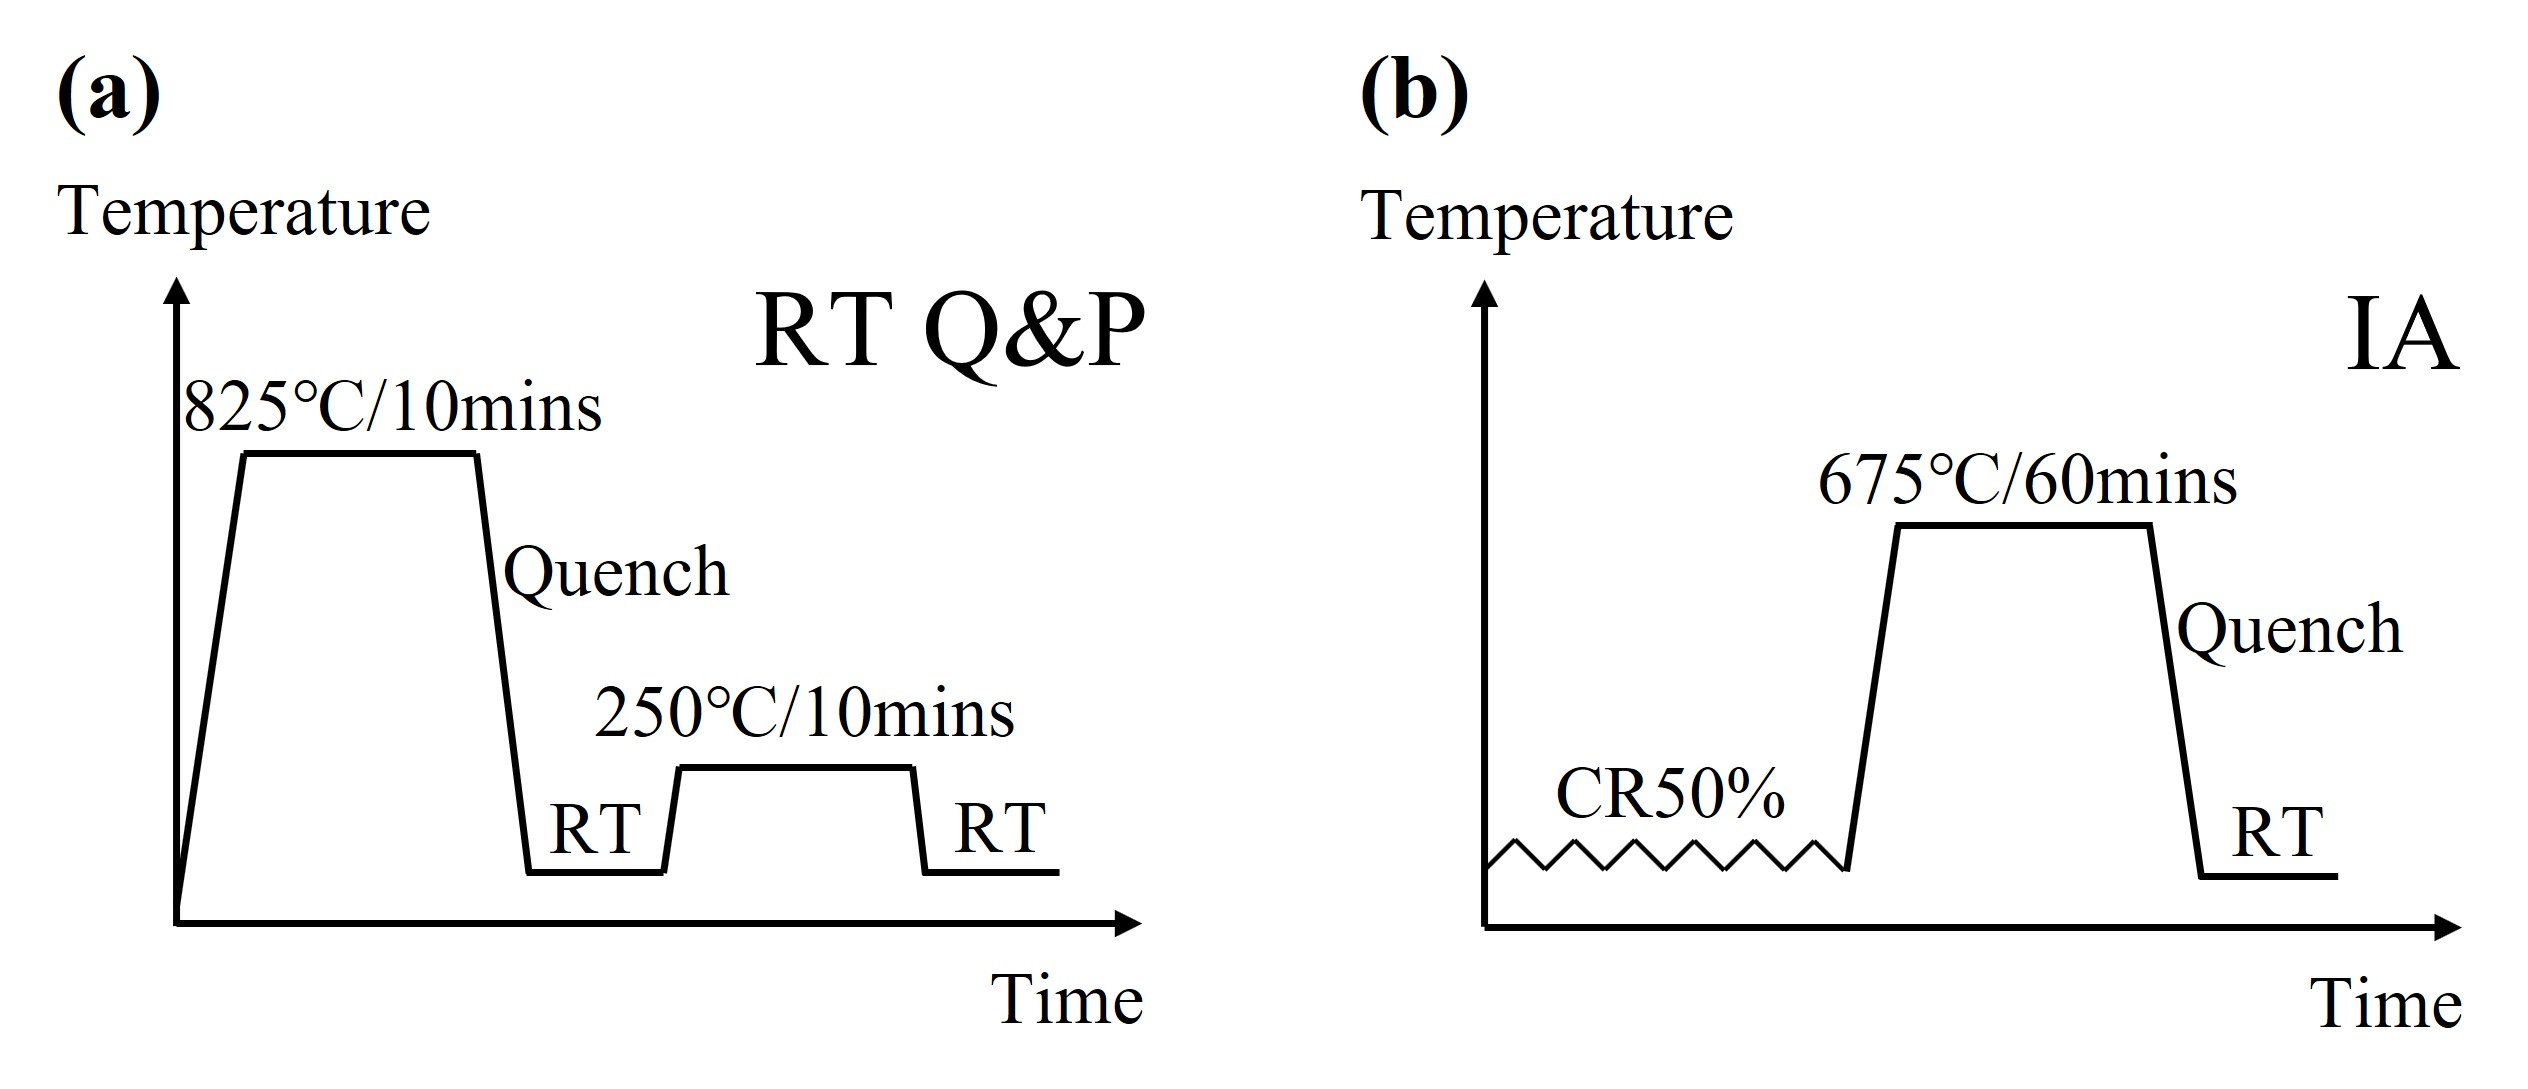 (a)
Temperature
RT Q&P
825℃/10mins
Quench
250℃/10mins
RT
RT
Time
(b)
Temperature
IA
675℃/60mins
Quench
CR50%
RT
Time